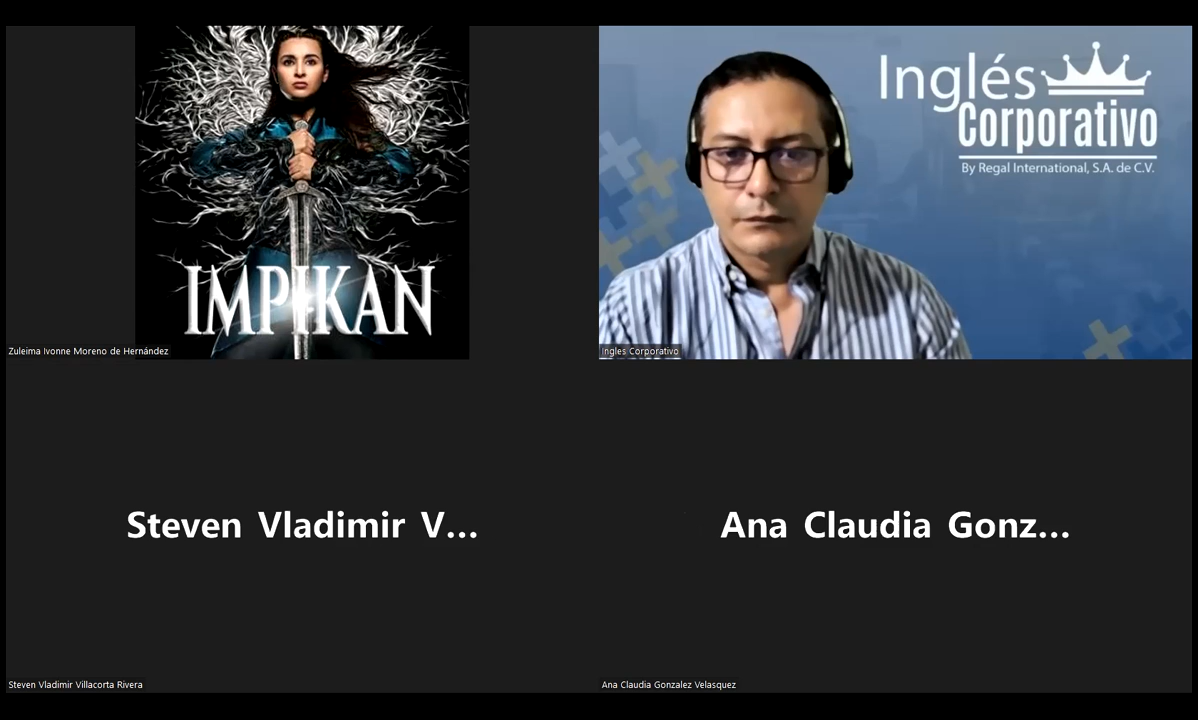 IMPIKAN
Zuleima Ivonne Moreno de Hernández
Inglés
Corporativo
By Regal International, S.A. de C.V.
Ingles Corporativo
Steven Vladimir V...
Steven Vladimir Villacorta Rivera
Ana Claudia Gonz...
Ana Claudia Gonzalez Velasquez